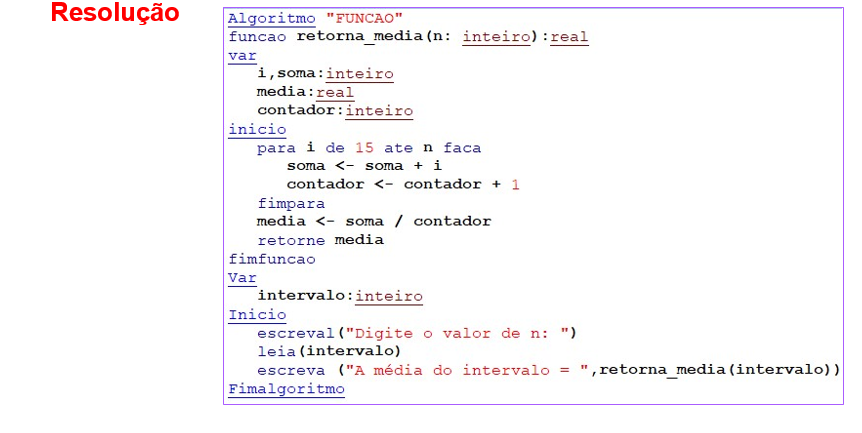 Resolução
Algoritmo "FUNCAO"
funcao retorna_media(n: inteiro):real
var
i,soma:inteiro
media:real
contador:inteiro
inicio
para i de 15 ate n faca
soma <- soma + i
contador <- contador + 1
fimpara
media <- soma / contador
retorne media
fimfuncao
Var
intervalo:inteiro
Inicio
escreval("Digite o valor de n: ")
leia(intervalo)
escreva ("A média do intervalo = ",retorna_media(intervalo))
Fimalgoritmo